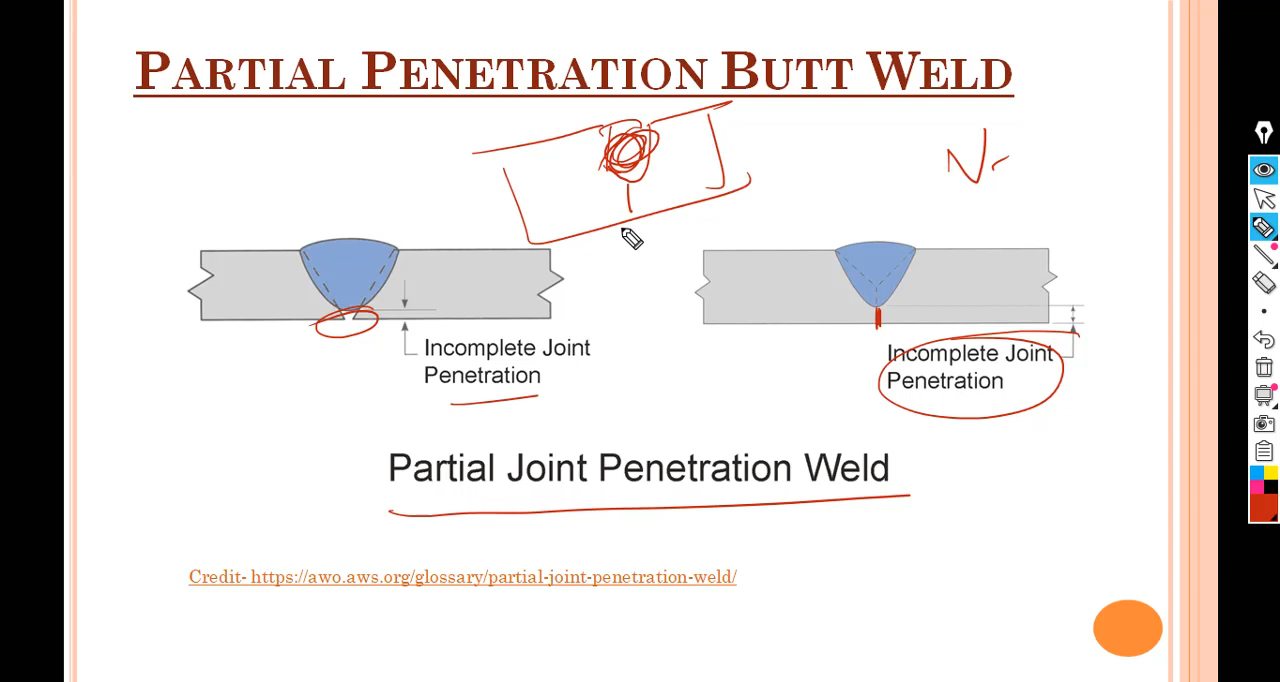 PARTIAL PENETRATION BUTT WELD
Incomplete Joint
Penetration
Incomplete Joint
Penetration
Partial Joint Penetration Weld
Credit- https://awo.aws.org/glossary/partial-joint-penetration-weld/